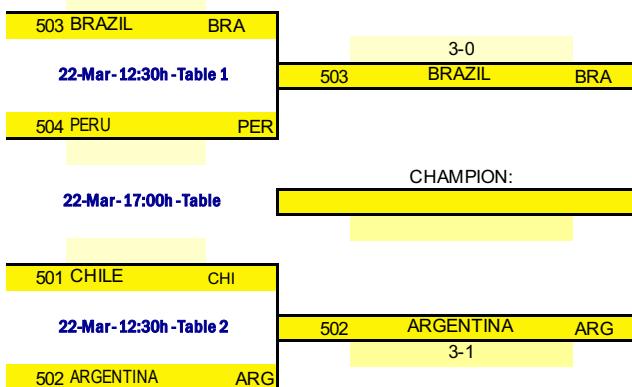 503 BRAZIL BRA
3-0
22-Mar-12:30h-Table 1
503 BRAZIL BRA
504 PERU PER
CHAMPION:
22-Mar-17:00h-Table
501 CHILE CHI
22-Mar-12:30h-Table 2
502 ARGENTINA ARG
3-1
502 ARGENTINA ARG